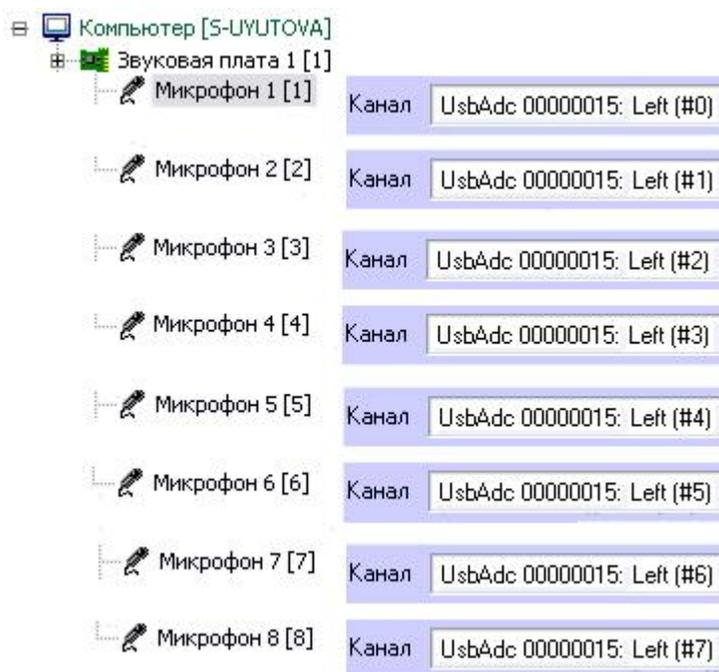 Компьютер [S-UYUTOVA]
Звуковая плата 1 [1]
Микрофон 1 [1] Канал UsbAdc 00000015: Left (#0)
Микрофон 2 [2] Канал UsbAdc 00000015: Left (#1)
Микрофон 3 [3] Канал UsbAdc 00000015: Left (#2)
Микрофон 4 [4] Канал UsbAdc 00000015: Left (#3)
Микрофон 5 [5] Канал UsbAdc 00000015: Left (#4)
Микрофон 6 [6] Канал UsbAdc 00000015: Left (#5)
Микрофон 7 [7] Канал UsbAdc 00000015: Left (#6)
Микрофон 8 [8] Канал UsbAdc 00000015: Left (#7)